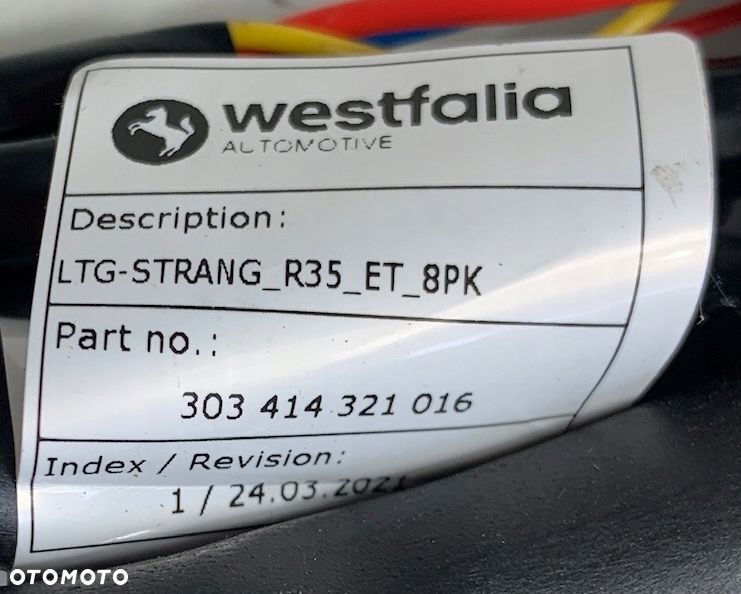 westfalia
AUTOMOTIVE
Description:
LTG-STRANG_R35_ET_8PK
Part no.:
303 414 321 016
Index / Revision:
1 / 24.03.2021
OTOMOTO